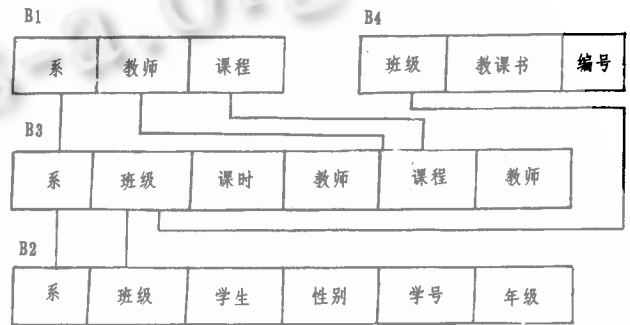 B1 B4
系 教师 课程 班级 教课书 编号
B3
系 班级 课时 教师 课程 教师
B2
系 班级 学生 性别 学号 年级